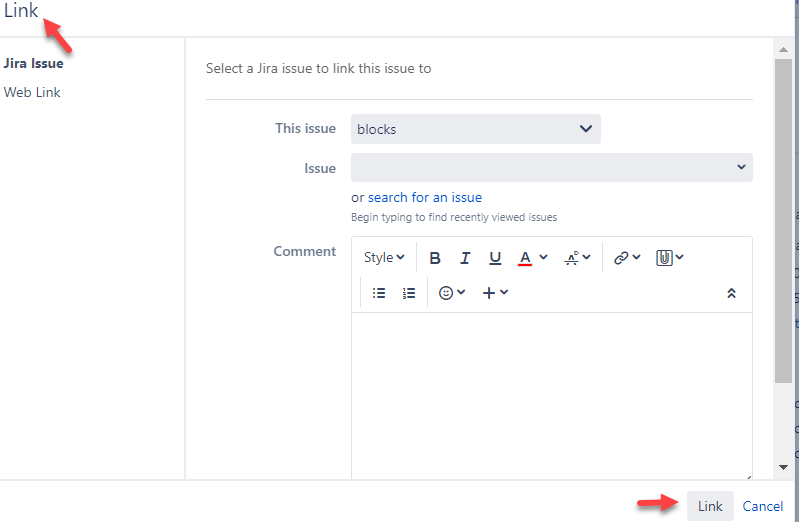 Link
Jira Issue
Web Link
Select a Jira issue to link this issue to
This issue blocks
Issue
or search for an issue
Begin typing to find recently viewed issues
Comment
Style B I U A
Link Cancel